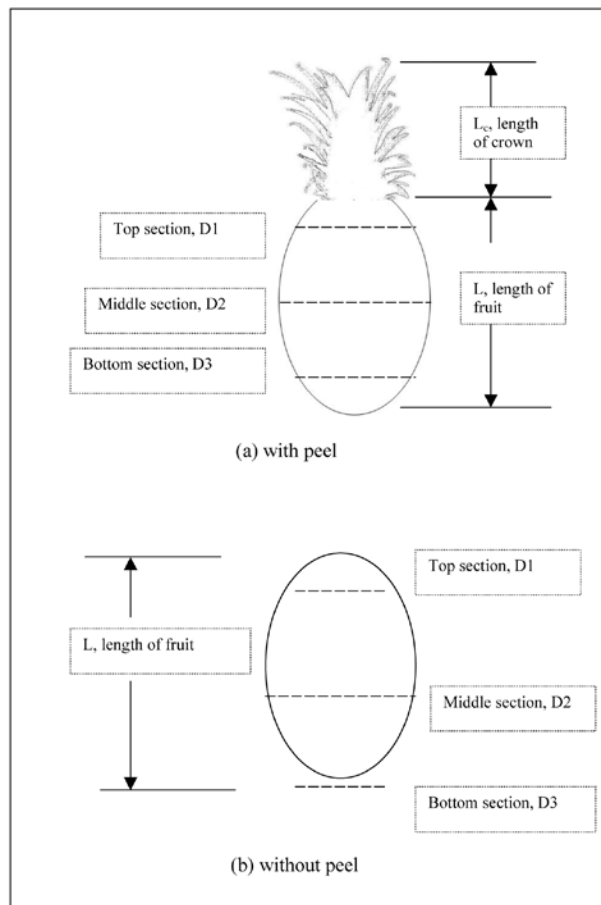 L꜀, length
of crown
Top section, D1
Middle section, D2
L, length of
fruit
Bottom section, D3
(a) with peel
Top section, D1
L, length of fruit
Middle section, D2
Bottom section, D3
(b) without peel